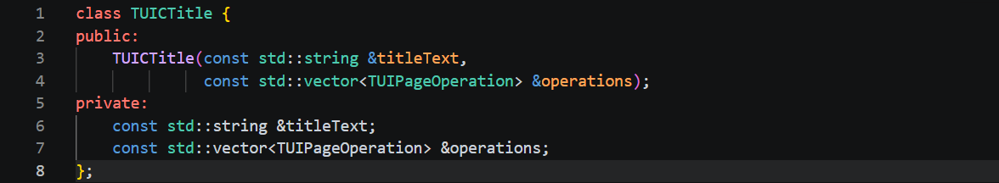 1 class TUICTitle {
2 public:
3     TUICTitle(const std::string &titleText,
4               const std::vector<TUIPageOperation> &operations);
5 private:
6     const std::string &titleText;
7     const std::vector<TUIPageOperation> &operations;
8 };